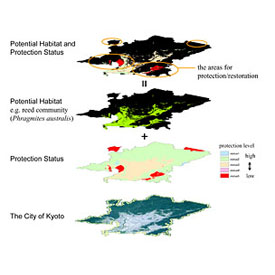 Potential Habitat and
Protection Status
the areas for
protection/restoration
Potential Habitat
e.g. reed community
(Phragmites australis)
+
Protection Status
protection level
high
low
The City of Kyoto